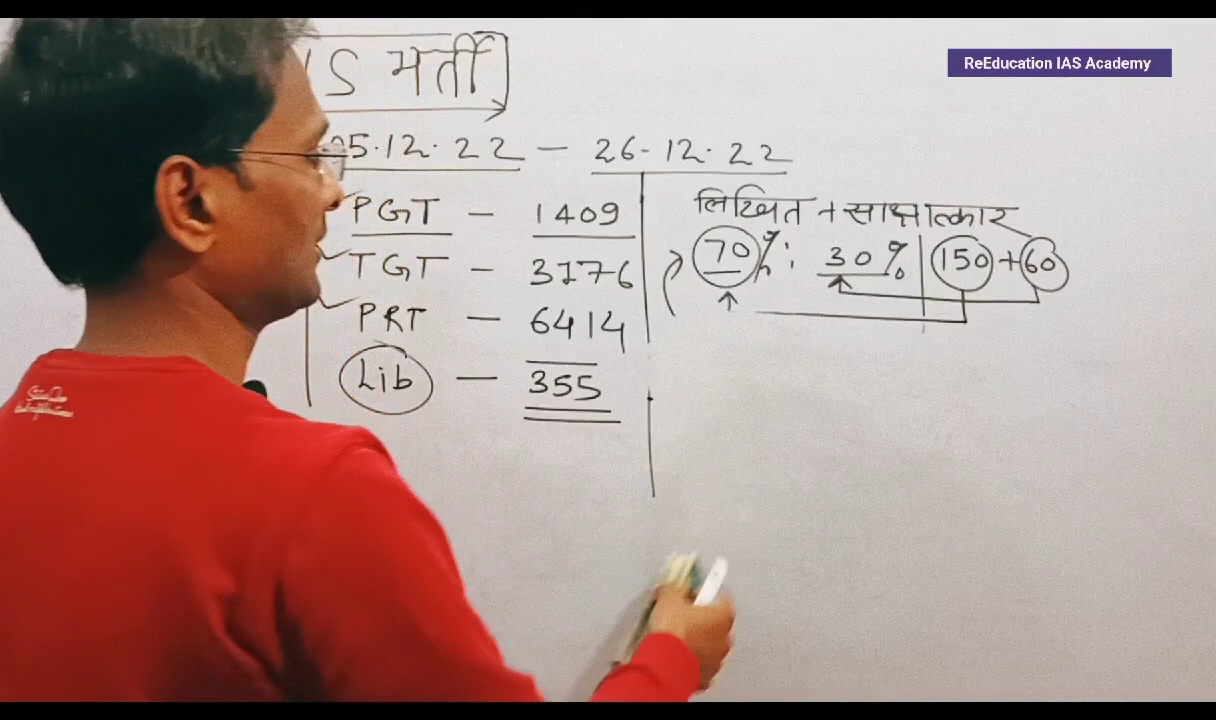 ReEducation IAS Academy
S भर्ती
05.12.22 - 26-12.22
PGT - 1409
TGT - 3176
PRT - 6414
Lib - 355
लिखित + साक्षात्कार
70% : 30% | 150 + 60